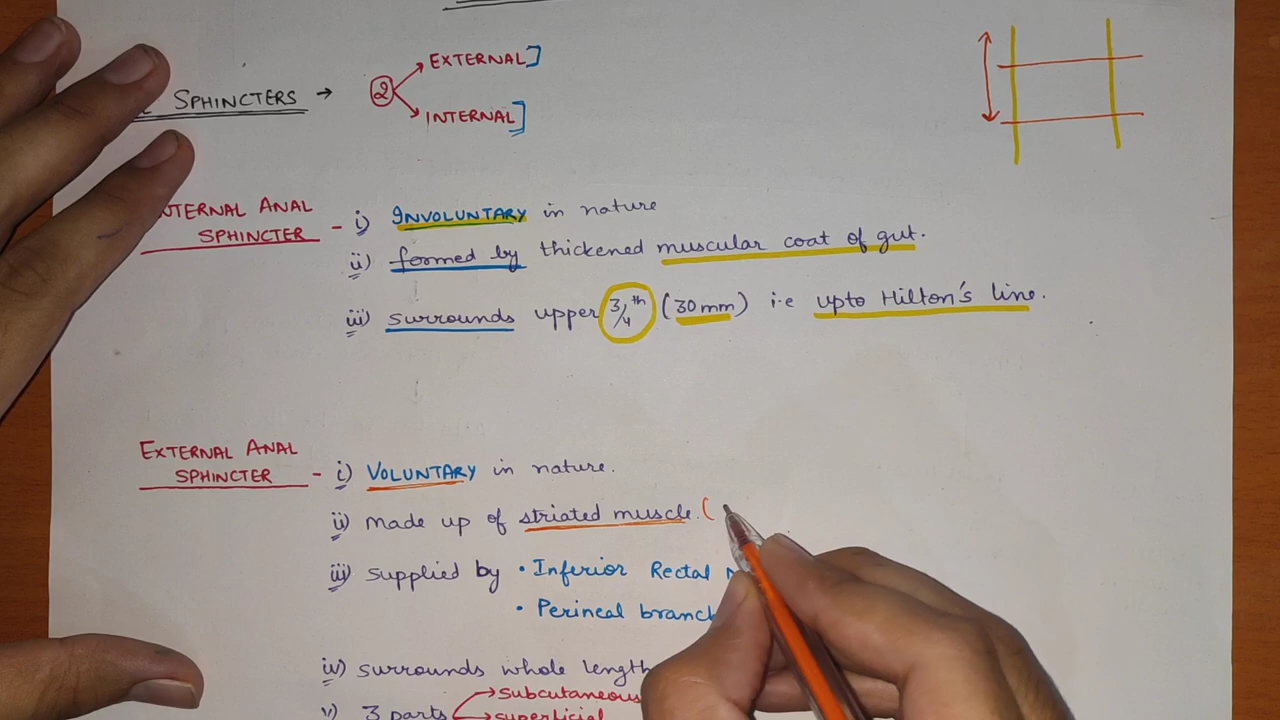 SPHINCTERS → 2 EXTERNAL]
INTERNAL]
INTERNAL ANAL SPHINCTER - i) INVOLUNTARY in nature
ii) formed by thickened muscular coat of gut.
iii) surrounds upper 3/4th (30mm) i.e upto Hilton's line.
EXTERNAL ANAL SPHINCTER - i) VOLUNTARY in nature.
ii) made up of striated muscle. (
iii) supplied by • Inferior Rectal
• Perineal branch
iv) surrounds whole length
v) 3 parts → subcutaneous
→ superficial